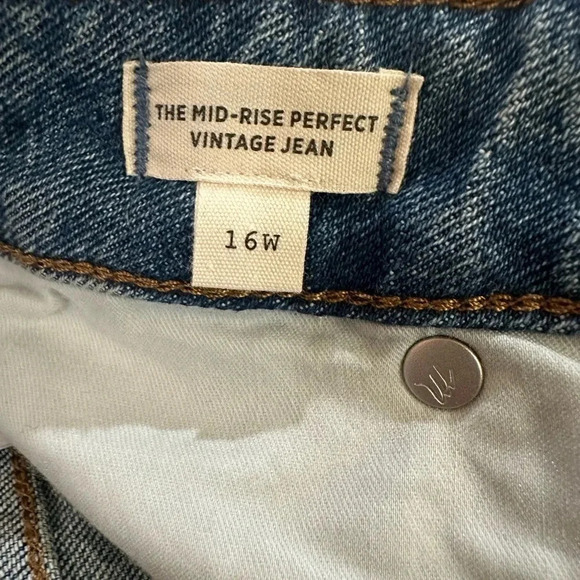 THE MID-RISE PERFECT
VINTAGE JEAN
16W